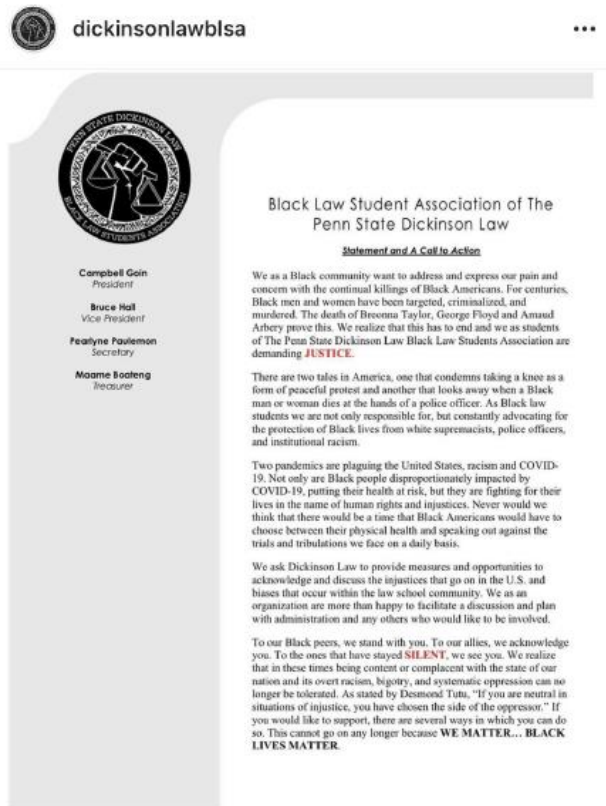 dickinsonlawblsa
PENN STATE DICKINSON LAW
BLACK LAW STUDENTS ASSOCIATION
Campbell Goin
President
Bruce Hall
Vice President
Pearlyne Paulemon
Secretary
Maame Boateng
Treasurer
Black Law Student Association of The
Penn State Dickinson Law
Statement and A Call to Action
We as a Black community want to address and express our pain and
concern with the continual killings of Black Americans. For centuries,
Black men and women have been targeted, criminalized, and
murdered. The death of Breonna Taylor, George Floyd and Amaud
Arbery prove this. We realize that this has to end and we as students
of The Penn State Dickinson Law Black Law Students Association are
demanding JUSTICE.
There are two tales in America, one that condemns taking a knee as a
form of peaceful protest and another that looks away when a Black
man or woman dies at the hands of a police officer. As Black law
students we are not only responsible for, but constantly advocating for
the protection of Black lives from white supremacists, police officers,
and institutional racism.
Two pandemics are plaguing the United States, racism and COVID-
19. Not only are Black people disproportionately impacted by
COVID-19, putting their health at risk, but they are fighting for their
lives in the name of human rights and injustices. Never would we
think that there would be a time that Black Americans would have to
choose between their physical health and speaking out against the
trials and tribulations we face on a daily basis.
We ask Dickinson Law to provide measures and opportunities to
acknowledge and discuss the injustices that go on in the U.S. and
biases that occur within the law school community. We as an
organization are more than happy to facilitate a discussion and plan
with administration and any others who would like to be involved.
To our Black peers, we stand with you. To our allies, we acknowledge
you. To the ones that have stayed SILENT, we see you. We realize
that in these times being content or complacent with the state of our
nation and its overt racism, bigotry, and systematic oppression can no
longer be tolerated. As stated by Desmond Tutu, "If you are neutral in
situations of injustice, you have chosen the side of the oppressor." If
you would like to support, there are several ways in which you can do
so. This cannot go on any longer because WE MATTER... BLACK
LIVES MATTER.